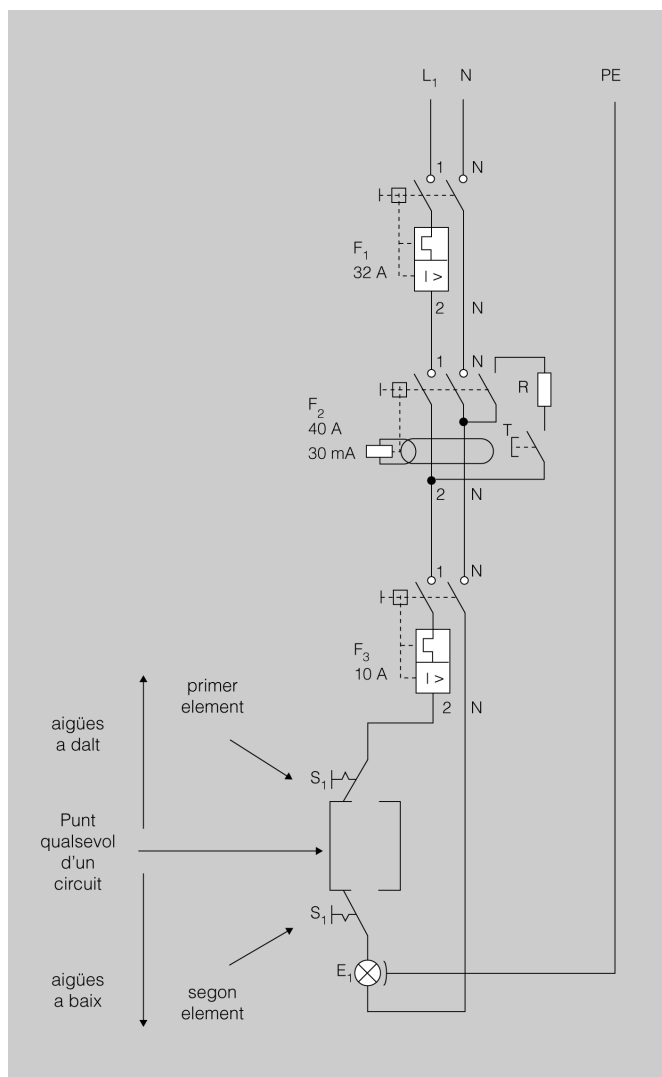 L1 N PE
1 N
F1
32 A
I >
2 N
1 N
R
F2
40 A
30 mA
T
2 N
1 N
F3
10 A
I >
2 N
primer
element
aigües
a dalt
S1
Punt
qualsevol
d'un
circuit
S1
E1
aigües
a baix
segon
element